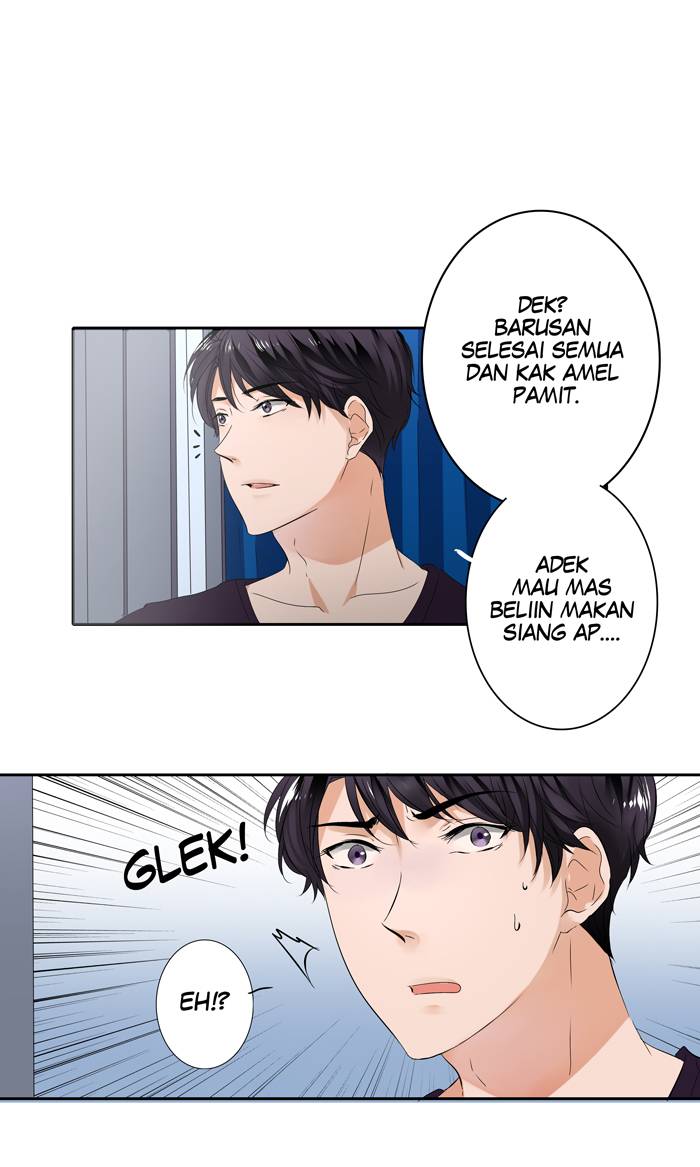 DEK?
BARUSAN
SELESAI SEMUA
DAN KAK AMEL
PAMIT.
ADEK
MAU MAS
BELIIN MAKAN
SIANG AP....
GLEK!
EH!?